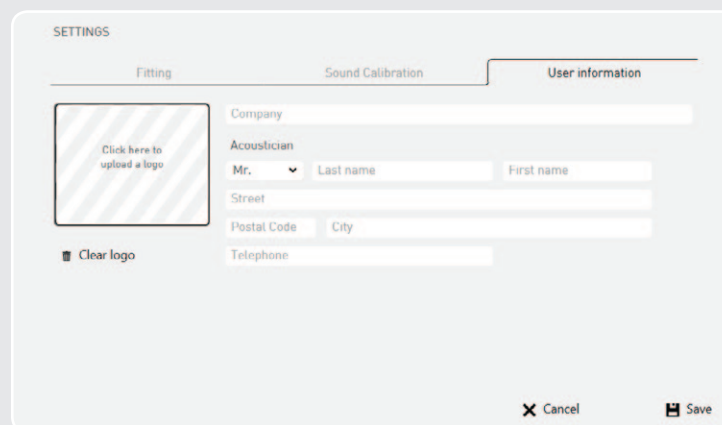 SETTINGS
Fitting Sound Calibration User information
Company
Click here to
upload a logo
Acoustician
Mr. Last name First name
Street
Postal Code City
Clear logo
Telephone
Cancel Save